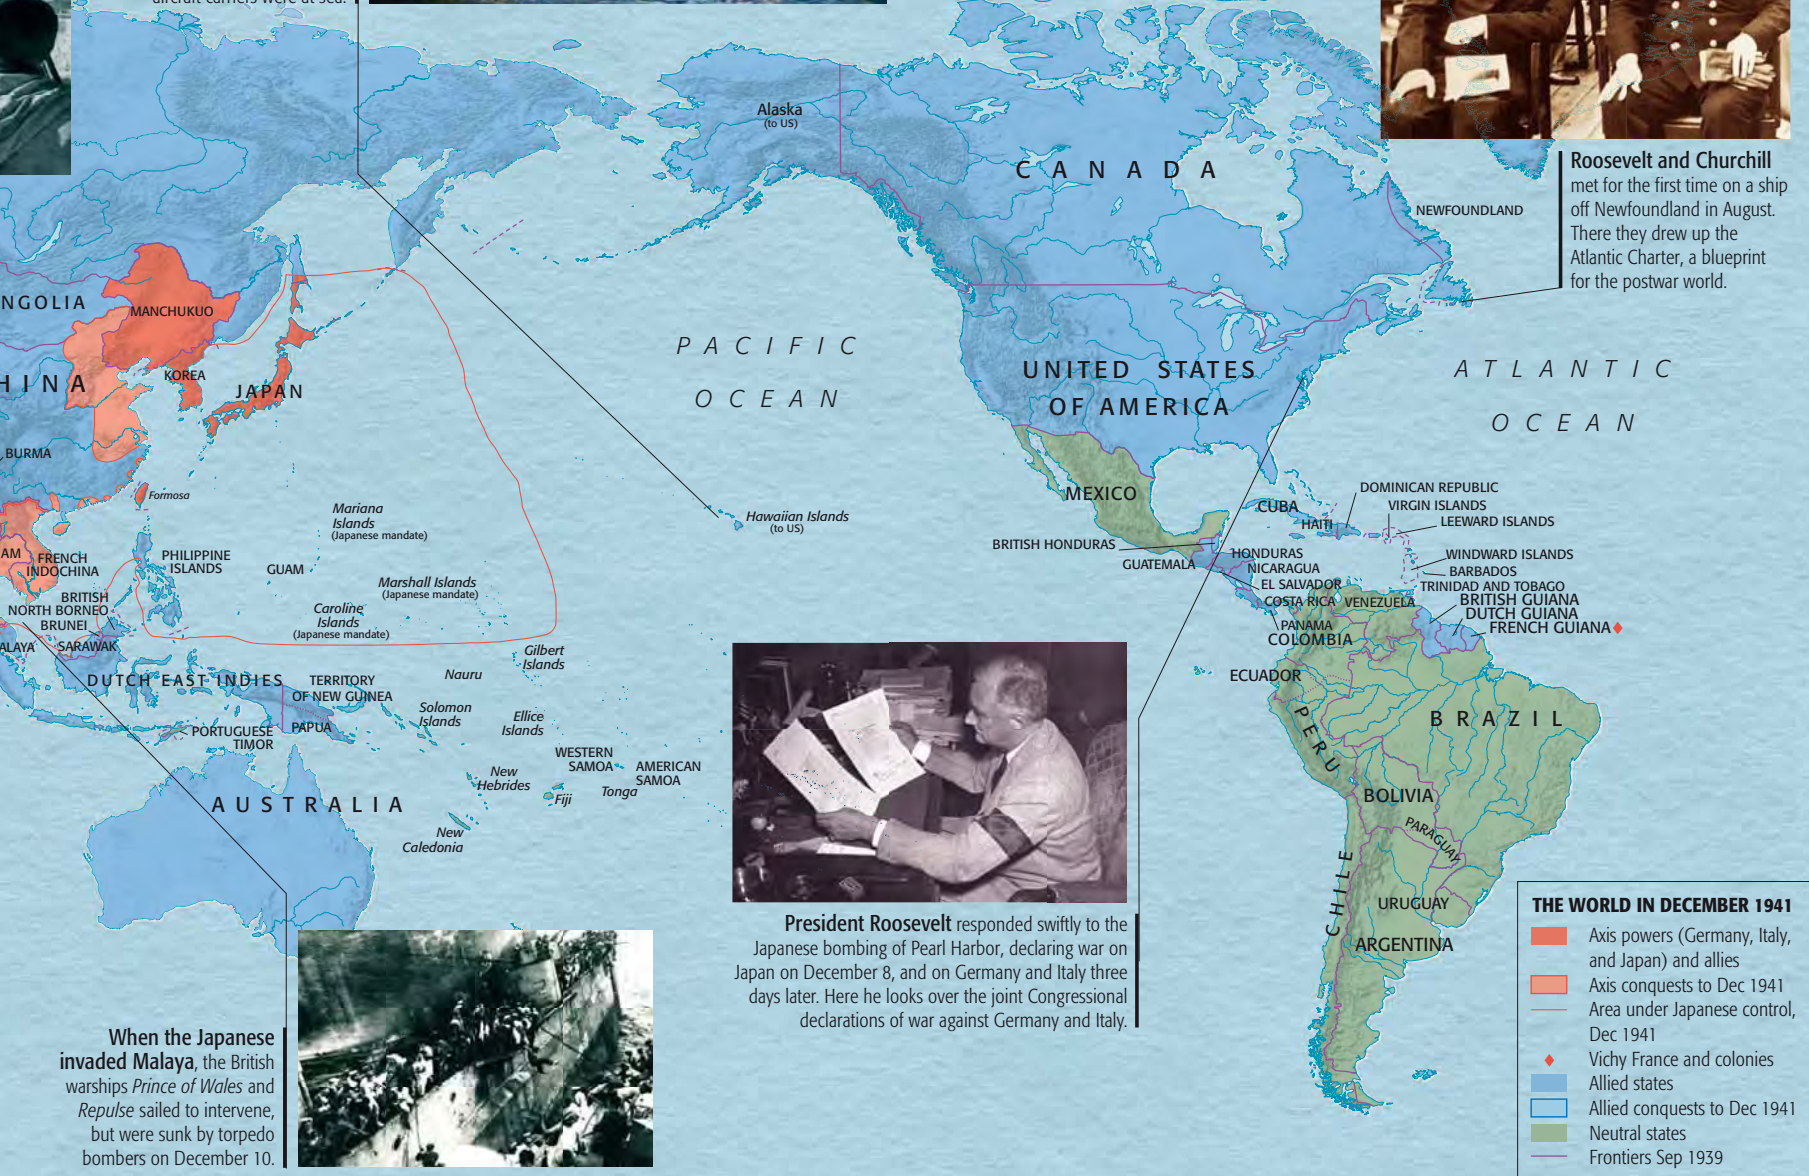 aircraft carriers were at sea.
Alaska
(to US)
CANADA
NEWFOUNDLAND
Roosevelt and Churchill
met for the first time on a ship
off Newfoundland in August.
There they drew up the
Atlantic Charter, a blueprint
for the postwar world.
NGOLIA
MANCHUKUO
HINA
KOREA
JAPAN
BURMA
PACIFIC
OCEAN
UNITED STATES
OF AMERICA
ATLANTIC
OCEAN
Formosa
Mariana
Islands
(Japanese mandate)
Hawaiian Islands
(to US)
MEXICO
CUBA
HAITI
DOMINICAN REPUBLIC
VIRGIN ISLANDS
LEEWARD ISLANDS
AM
FRENCH
INDOCHINA
PHILIPPINE
ISLANDS
GUAM
Marshall Islands
(Japanese mandate)
Caroline
Islands
(Japanese mandate)
BRITISH HONDURAS
GUATEMALA
HONDURAS
NICARAGUA
EL SALVADOR
COSTA RICA
PANAMA
WINDWARD ISLANDS
BARBADOS
TRINIDAD AND TOBAGO
VENEZUELA
BRITISH GUIANA
DUTCH GUIANA
FRENCH GUIANA
COLOMBIA
ECUADOR
BRITISH
NORTH BORNEO
BRUNEI
ALAYA
SARAWAK
DUTCH EAST INDIES
TERRITORY
OF NEW GUINEA
PAPUA
PORTUGUESE
TIMOR
Nauru
Gilbert
Islands
Solomon
Islands
Ellice
Islands
WESTERN
SAMOA
AMERICAN
SAMOA
New
Hebrides
Fiji
Tonga
New
Caledonia
AUSTRALIA
PERU
BRAZIL
BOLIVIA
PARAGUAY
CHILE
URUGUAY
ARGENTINA
President Roosevelt responded swiftly to the
Japanese bombing of Pearl Harbor, declaring war on
Japan on December 8, and on Germany and Italy three
days later. Here he looks over the joint Congressional
declarations of war against Germany and Italy.
When the Japanese
invaded Malaya, the British
warships Prince of Wales and
Repulse sailed to intervene,
but were sunk by torpedo
bombers on December 10.
THE WORLD IN DECEMBER 1941
Axis powers (Germany, Italy,
and Japan) and allies
Axis conquests to Dec 1941
Area under Japanese control,
Dec 1941
Vichy France and colonies
Allied states
Allied conquests to Dec 1941
Neutral states
Frontiers Sep 1939